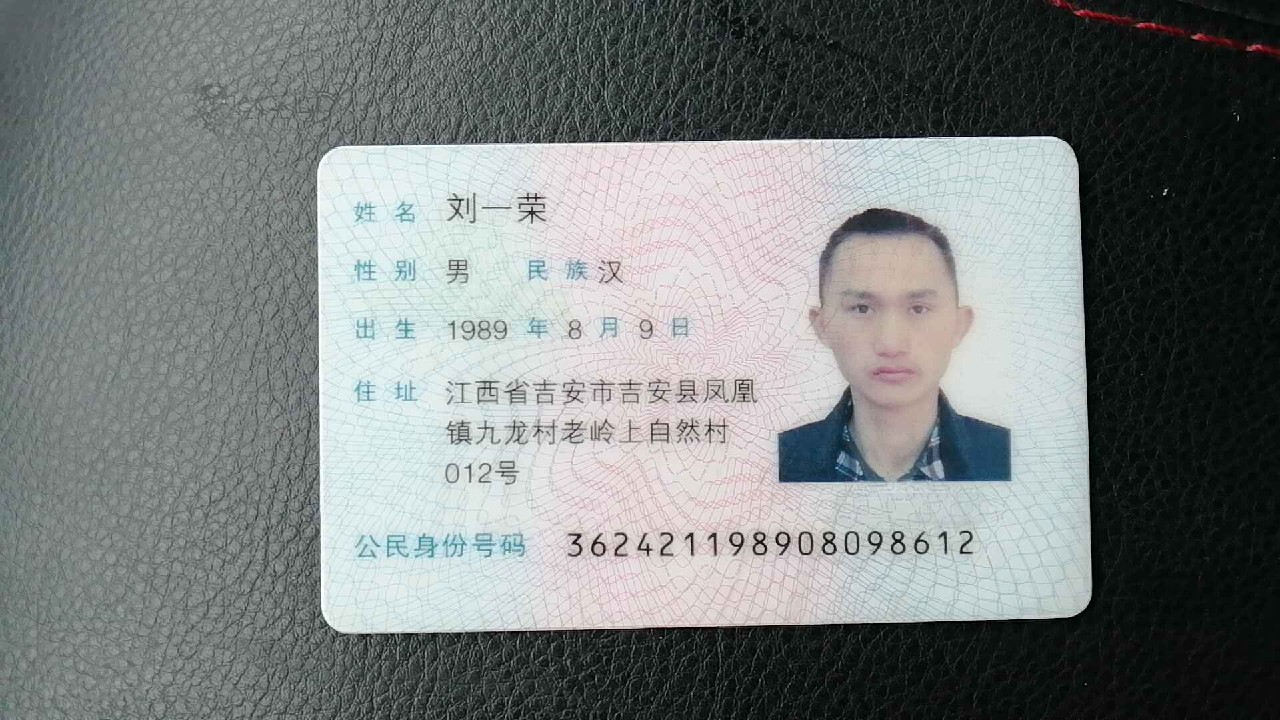 姓名 刘一荣
性别 男 民族 汉
出生 1989 年 8 月 9 日
住址 江西省吉安市吉安县凤凰
镇九龙村老岭上自然村
012号
公民身份号码 362421198908098612